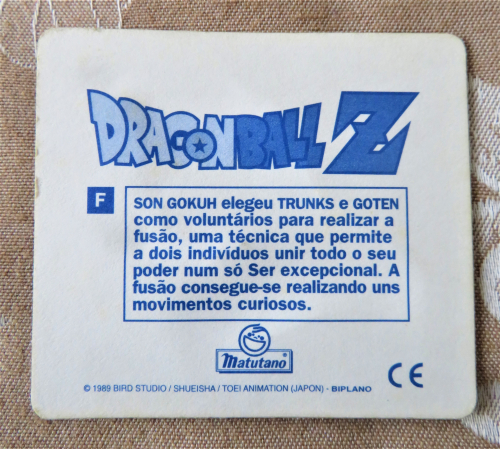 DRAGON BALL Z
F
SON GOKUH elegeu TRUNKS e GOTEN
como voluntários para realizar a
fusão, uma técnica que permite
a dois indivíduos unir todo o seu
poder num só Ser excepcional. A
fusão consegue-se realizando uns
movimentos curiosos.
Matutano®
CE
© 1989 BIRD STUDIO / SHUEISHA / TOEI ANIMATION (JAPON) - BIPLANO